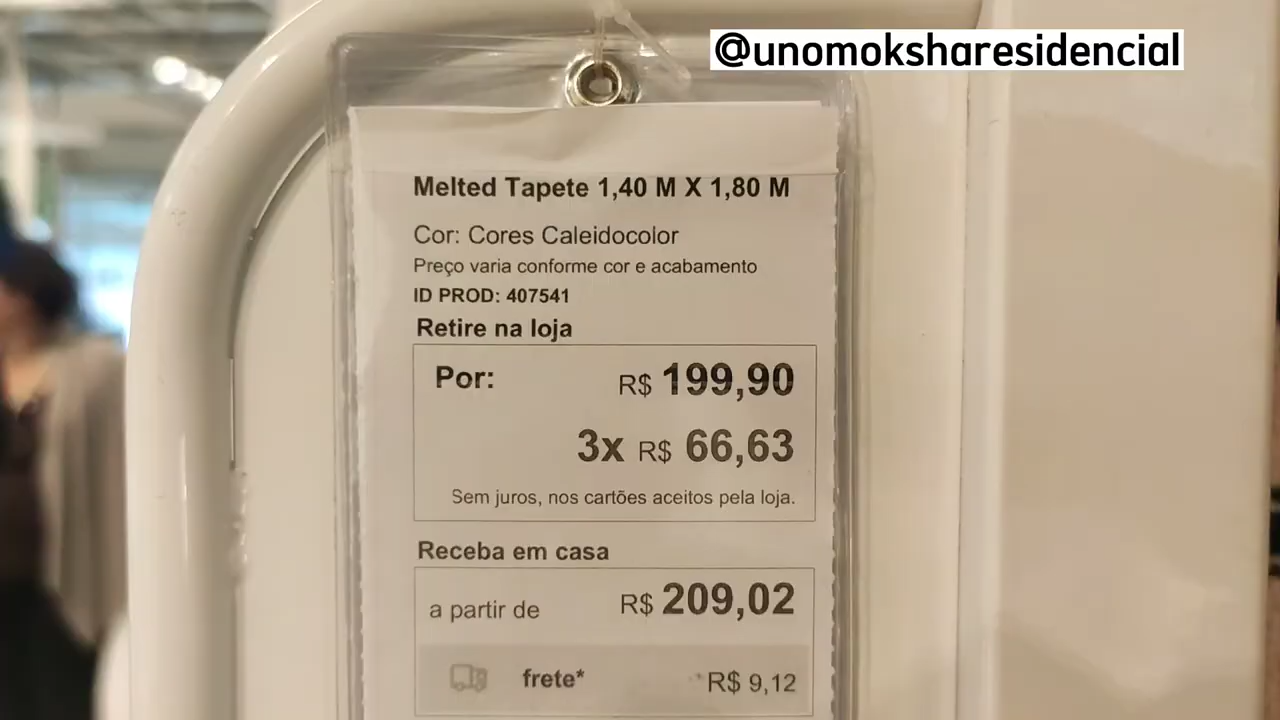 @unomoksharesidencial
Melted Tapete 1,40 M X 1,80 M
Cor: Cores Caleidocolor
Preço varia conforme cor e acabamento
ID PROD: 407541
Retire na loja
Por: R$ 199,90
3x R$ 66,63
Sem juros, nos cartões aceitos pela loja.
Receba em casa
a partir de R$ 209,02
frete* R$ 9,12